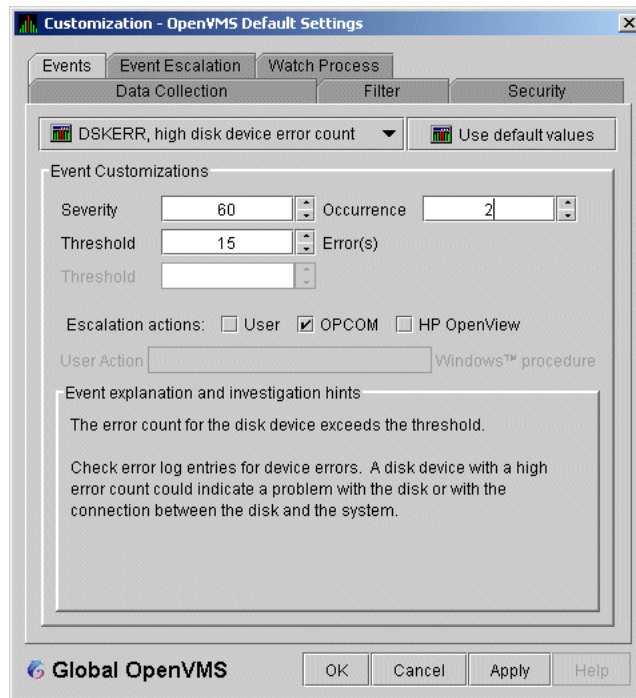 Customization - OpenVMS Default Settings
Events Event Escalation Watch Process
Data Collection Filter Security
DSKERR, high disk device error count Use default values
Event Customizations
Severity 60 Occurrence 2
Threshold 15 Error(s)
Threshold
Escalation actions: User OPCOM HP OpenView
User Action Windows™ procedure
Event explanation and investigation hints
The error count for the disk device exceeds the threshold.
Check error log entries for device errors. A disk device with a high
error count could indicate a problem with the disk or with the
connection between the disk and the system.
Global OpenVMS OK Cancel Apply Help